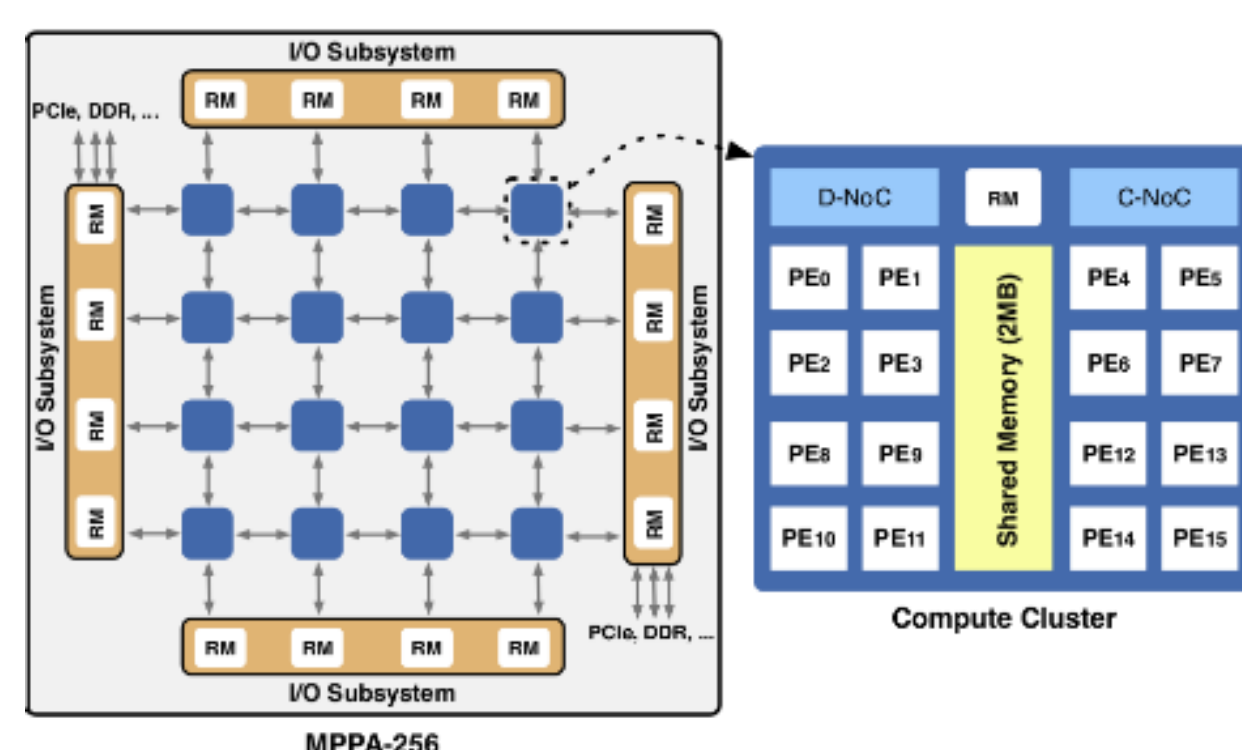 I/O Subsystem
RM RM RM RM
PCIe, DDR, ...
RM
RM
RM
RM
I/O Subsystem
RM
RM
RM
RM
I/O Subsystem
PCIe, DDR, ...
RM RM RM RM
I/O Subsystem
MPPA-256
D-NoC RM C-NoC
PE0 PE1 PE4 PE5
PE2 PE3 PE6 PE7
PE8 PE9 PE12 PE13
PE10 PE11 PE14 PE15
Shared Memory (2MB)
Compute Cluster